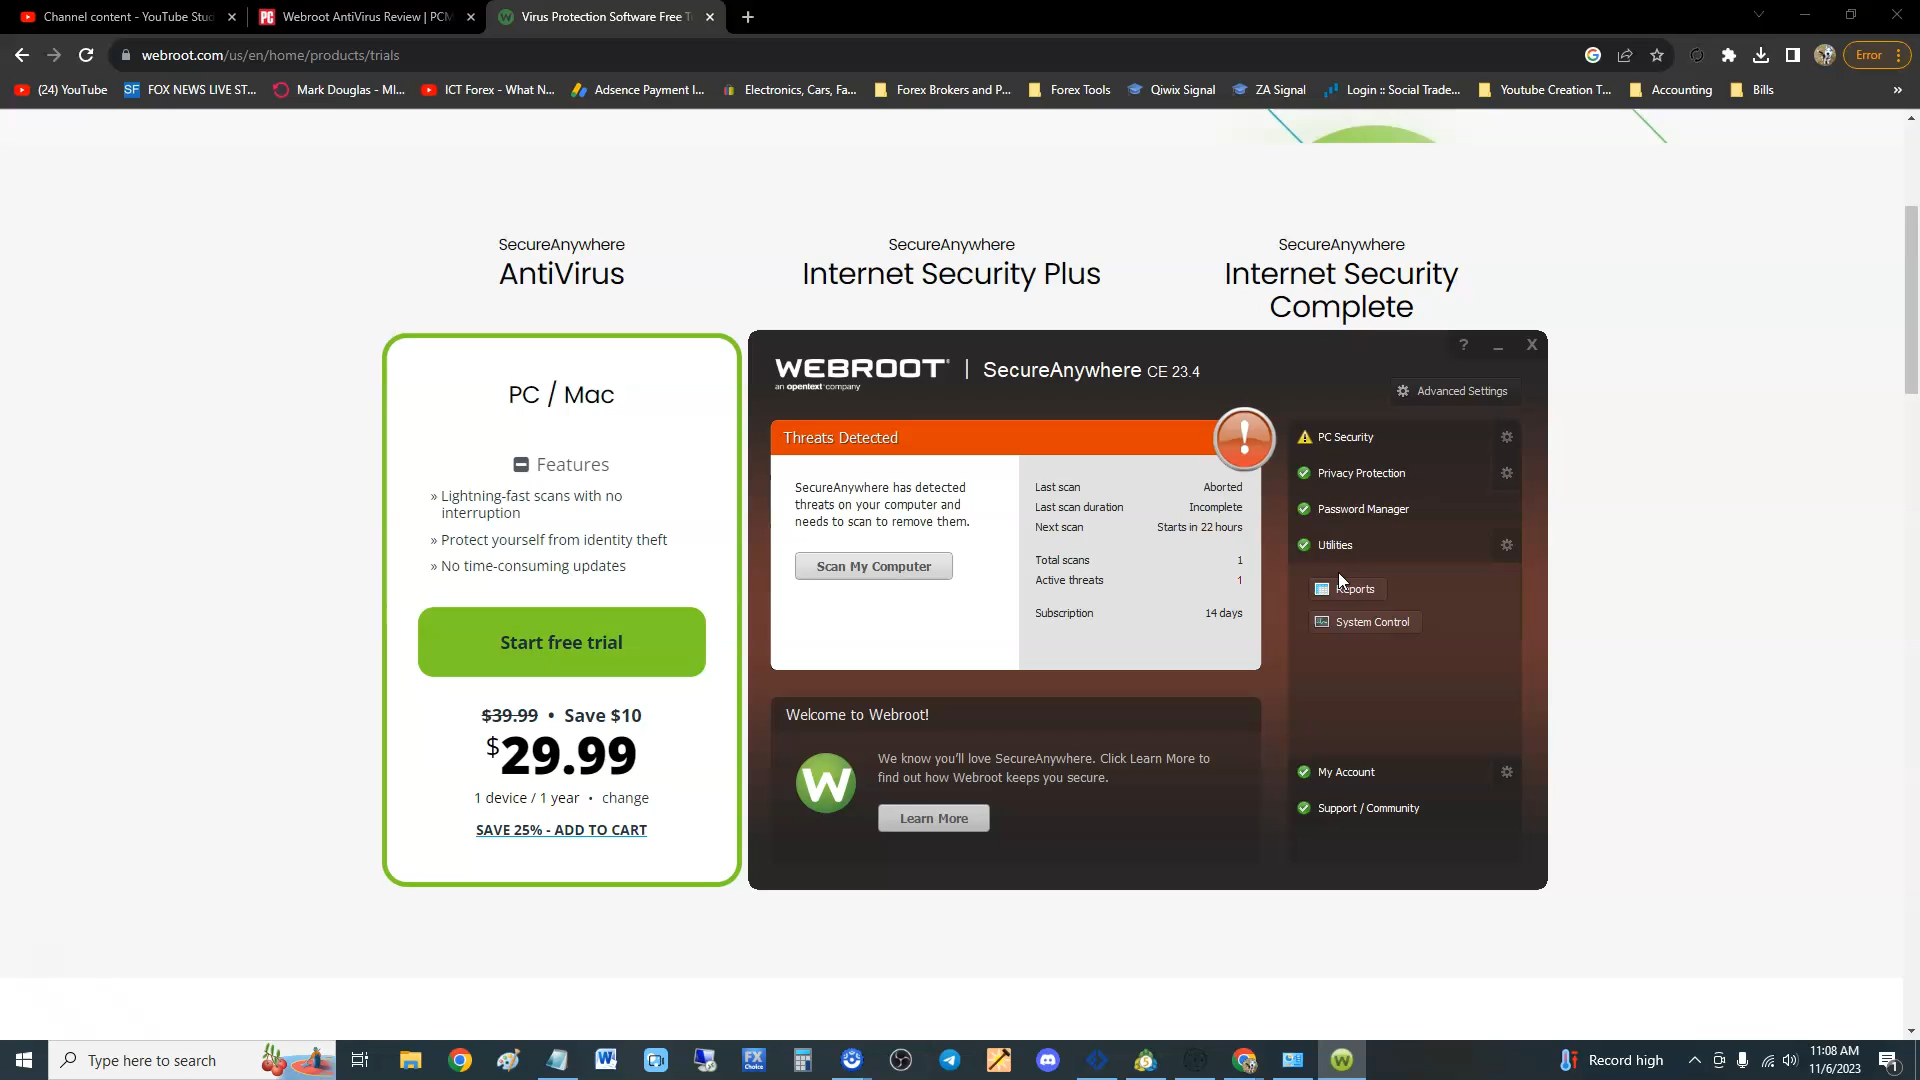 Channel content - YouTube Stu
Webroot AntiVirus Review | PCM
Virus Protection Software Free T
webroot.com/us/en/home/products/trials
Error
(24) YouTube
FOX NEWS LIVE ST...
Mark Douglas - MI...
ICT Forex - What N...
Adsence Payment I...
Electronics, Cars, Fa...
Forex Brokers and P...
Forex Tools
Qiwix Signal
ZA Signal
Login :: Social Trade...
Youtube Creation T...
Accounting
Bills
SecureAnywhere
AntiVirus
SecureAnywhere
Internet Security Plus
SecureAnywhere
Internet Security
Complete
PC / Mac
Features
» Lightning-fast scans with no
interruption
» Protect yourself from identity theft
» No time-consuming updates
Start free trial
$39.99 • Save $10
$29.99
1 device / 1 year • change
SAVE 25% - ADD TO CART
WEBROOT | SecureAnywhere CE 23.4
an opentext company
Advanced Settings
Threats Detected
SecureAnywhere has detected
threats on your computer and
needs to scan to remove them.
Scan My Computer
Last scan Aborted
Last scan duration Incomplete
Next scan Starts in 22 hours
Total scans 1
Active threats 1
Subscription 14 days
Welcome to Webroot!
W
We know you'll love SecureAnywhere. Click Learn More to
find out how Webroot keeps you secure.
Learn More
PC Security
Privacy Protection
Password Manager
Utilities
Reports
System Control
My Account
Support / Community
Type here to search
FX
Choice
Record high
11:08 AM
11/6/2023
1